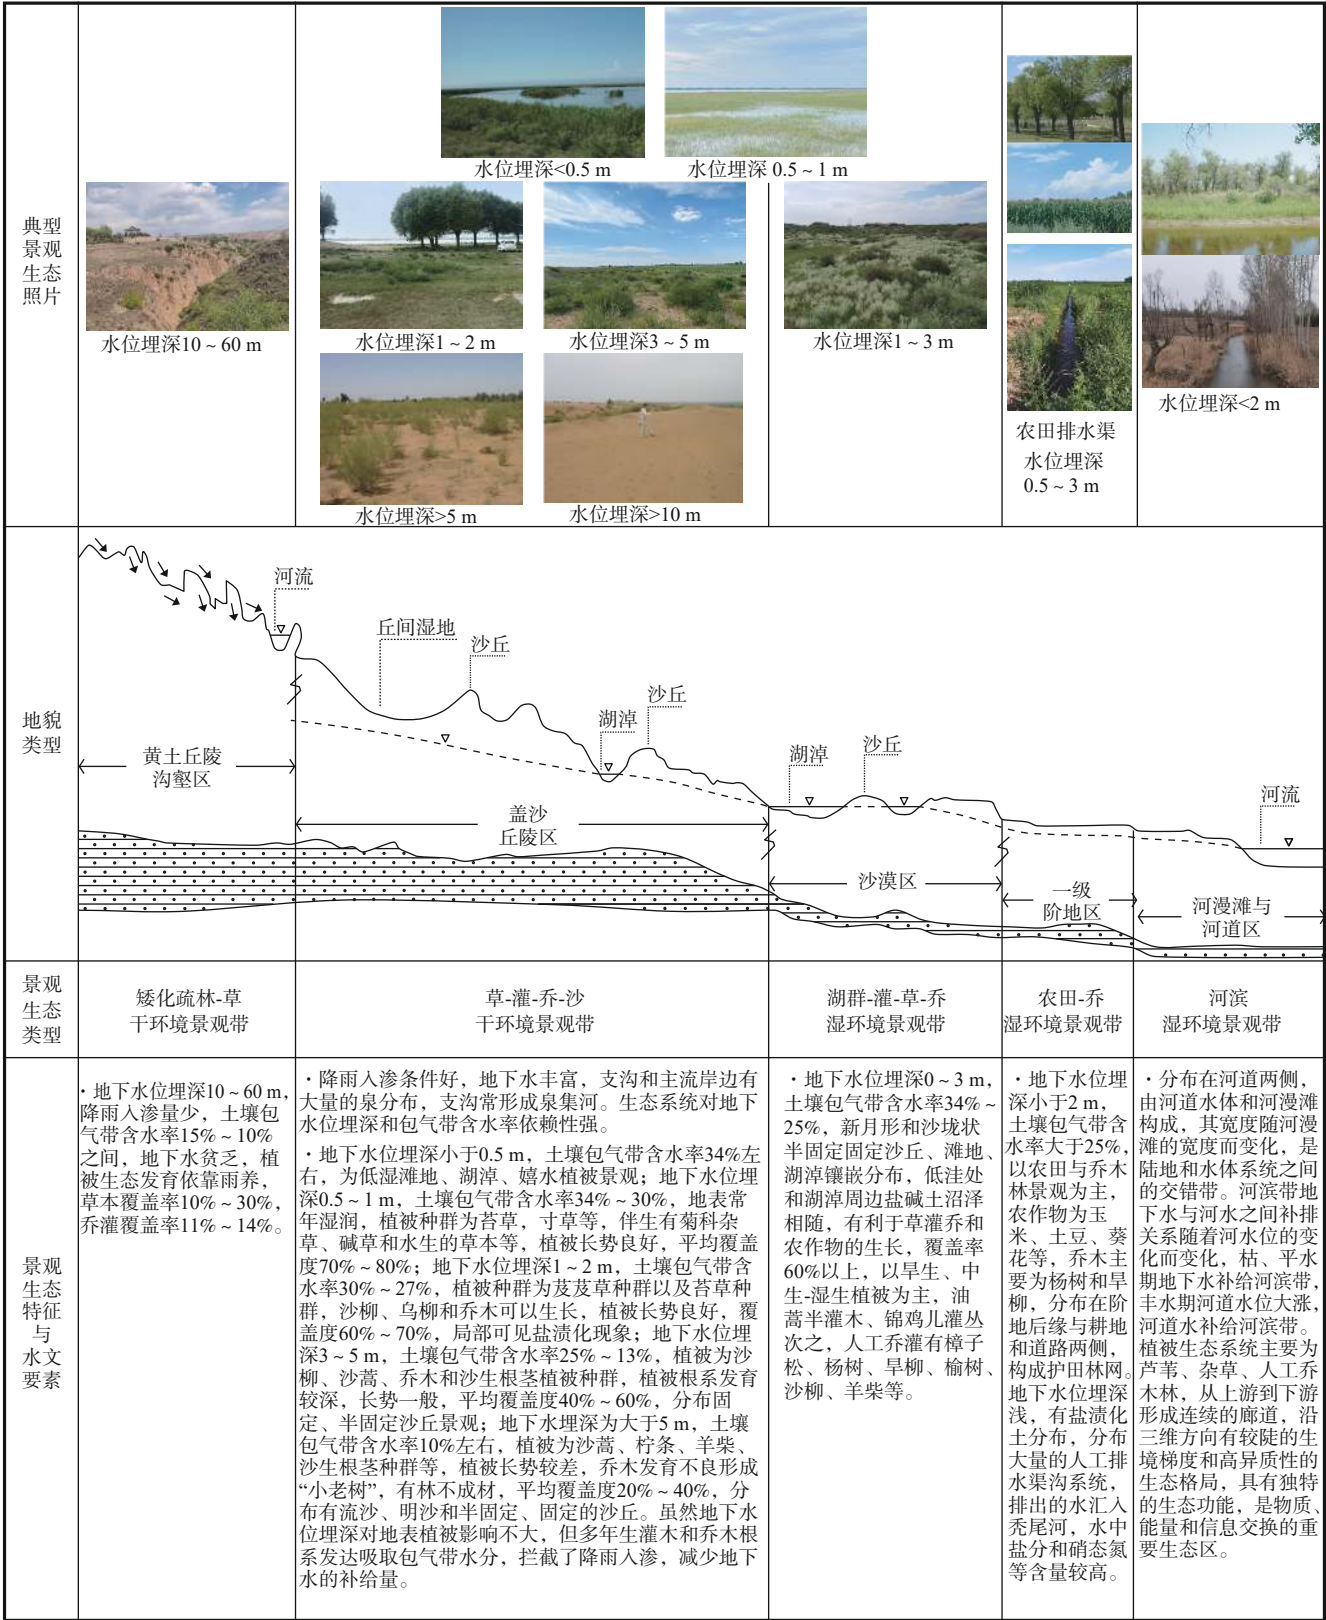 典型
景观
生态
照片
水位埋深<0.5 m
水位埋深 0.5～1 m
水位埋深10～60 m
水位埋深1～2 m
水位埋深3～5 m
水位埋深1～3 m
水位埋深>5 m
水位埋深>10 m
农田排水渠
水位埋深
0.5～3 m
水位埋深<2 m
地貌
类型
河流
丘间湿地
沙丘
湖淖
沙丘
湖淖
沙丘
河流
黄土丘陵
沟壑区
盖沙
丘陵区
沙漠区
一级
阶地区
河漫滩与
河道区
景观
生态
类型
矮化疏林-草
干环境景观带
草-灌-乔-沙
干环境景观带
湖群-灌-草-乔
湿环境景观带
农田-乔
湿环境景观带
河滨
湿环境景观带
景观
生态
特征
与
水文
要素
·地下水位埋深10～60 m，
降雨入渗量少，土壤包
气带含水率15%～10%
之间，地下水贫乏，植
被生态发育依靠雨养，
草本覆盖率10%～30%，
乔灌覆盖率11%～14%。
·降雨入渗条件好，地下水丰富，支沟和主流岸边有
大量的泉分布，支沟常形成泉集河。生态系统对地下
水位埋深和包气带含水率依赖性强。
·地下水位埋深小于0.5 m，土壤包气带含水率34%左
右，为低湿滩地、湖淖、嬉水植被景观；地下水位埋
深0.5～1 m，土壤包气带含水率34%～30%，地表常
年湿润，植被种群为苔草，寸草等，伴生有菊科杂
草、碱草和水生的草本等，植被长势良好，平均覆盖
度70%～80%；地下水位埋深1～2 m，土壤包气带含
水率30%～27%，植被种群为芨芨草种群以及苔草种
群，沙柳、乌柳和乔木可以生长，植被长势良好，覆
盖度60%～70%，局部可见盐渍化现象；地下水位埋
深3～5 m，土壤包气带含水率25%～13%，植被为沙
柳、沙蒿、乔木和沙生根茎植被种群，植被根系发育
较深，长势一般，平均覆盖度40%～60%，分布固
定、半固定沙丘景观；地下水埋深为大于5 m，土壤
包气带含水率10%左右，植被为沙蒿、柠条、羊柴、
沙生根茎种群等，植被长势较差，乔木发育不良形成
“小老树”，有林不成材，平均覆盖度20%～40%，分
布有流沙、明沙和半固定、固定的沙丘。虽然地下水
位埋深对地表植被影响不大，但多年生灌木和乔木根
系发达吸取包气带水分，拦截了降雨入渗，减少地下
水的补给量。
·地下水位埋深0～3 m，
土壤包气带含水率34%～
25%，新月形和沙垅状
半固定固定沙丘、滩地、
湖淖镶嵌分布，低洼处
和湖淖周边盐碱土沼泽
相随，有利于草灌乔和
农作物的生长，覆盖率
60%以上，以旱生、中
生-湿生植被为主，油
蒿半灌木、锦鸡儿灌丛
次之，人工乔灌有樟子
松、杨树、旱柳、榆树、
沙柳、羊柴等。
·地下水位埋
深小于2 m，
土壤包气带含
水率大于25%，
以农田与乔木
林景观为主，
农作物为玉
米、土豆、葵
花等，乔木主
要为杨树和旱
柳，分布在阶
地后缘与耕地
和道路两侧，
构成护田林网。
地下水位埋深
浅，有盐渍化
土分布，分布
大量的人工排
水渠沟系统，
排出的水汇入
秃尾河，水中
盐分和硝态氮
等含量较高。
·分布在河道两侧，
由河道水体和河漫滩
构成，其宽度随河漫
滩的宽度而变化，是
陆地和水体系统之间
的交错带。河滨带地
下水与河水之间补排
关系随着河水位的变
化而变化，枯、平水
期地下水补给河滨带，
丰水期河道水位大涨，
河道水补给河滨带。
植被生态系统主要为
芦苇、杂草、人工乔
木林，从上游到下游
形成连续的廊道，沿
三维方向有较陡的生
境梯度和高异质性的
生态格局，具有独特
的生态功能，是物质、
能量和信息交换的重
要生态区。